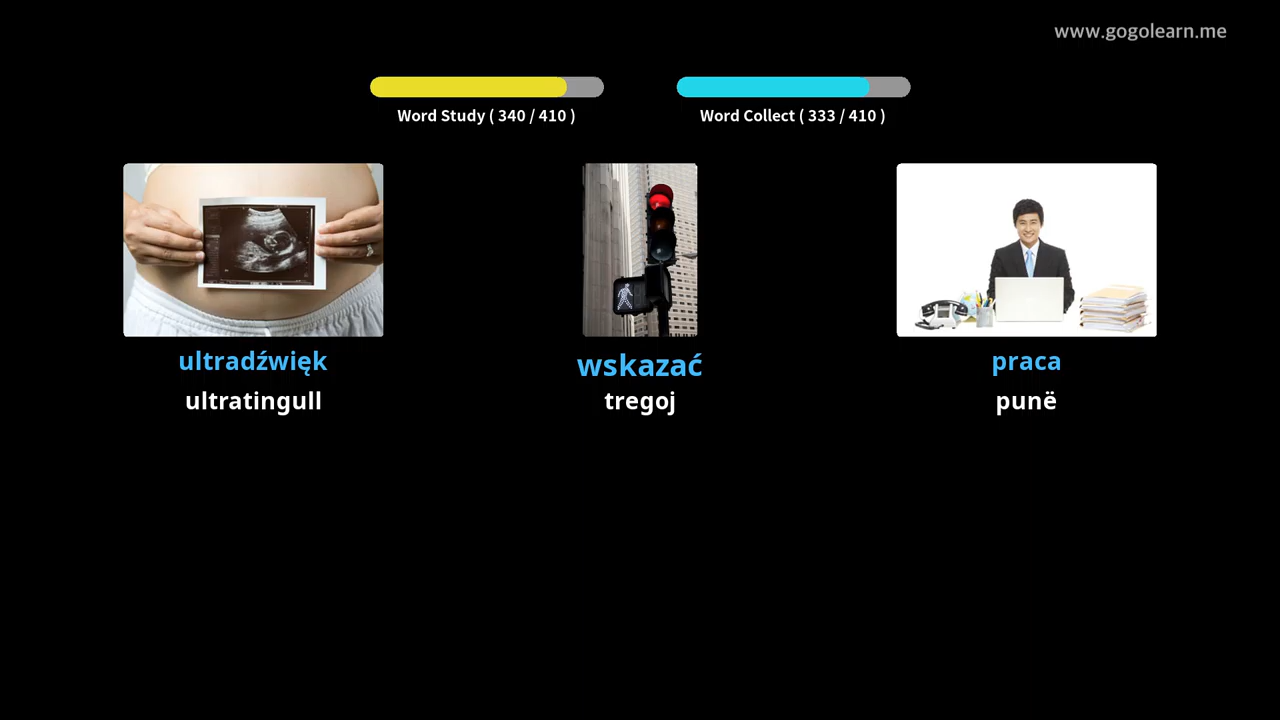 www.gogolearn.me
Word Study ( 340 / 410 )
Word Collect ( 333 / 410 )
ultradźwięk
wskazać
praca
ultratingull
tregoj
punë